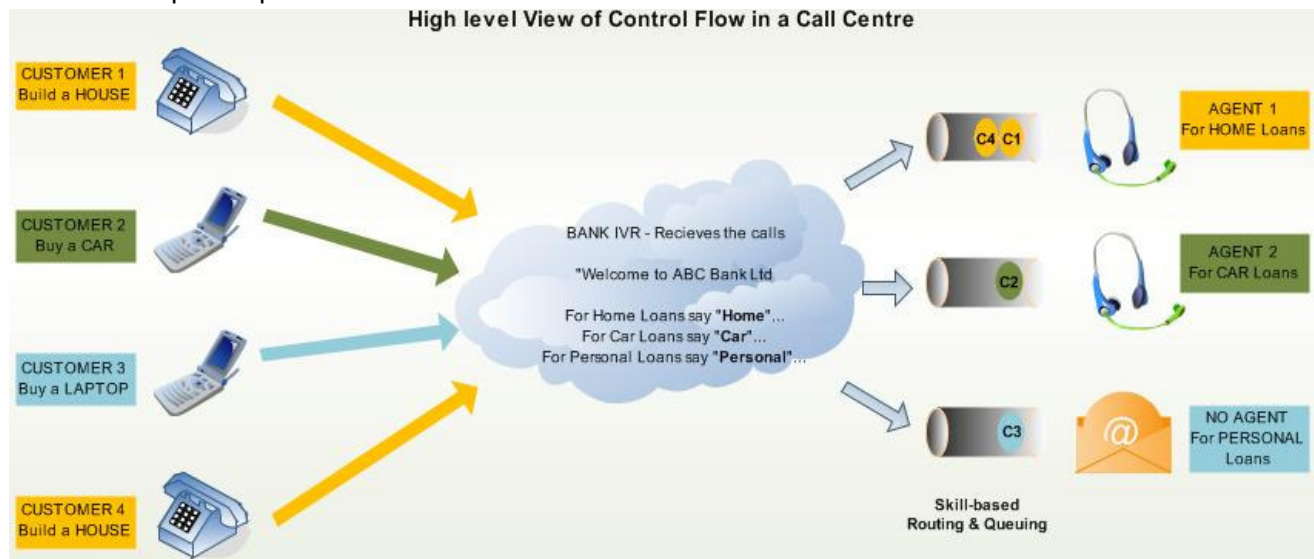 High level View of Control Flow in a Call Centre
CUSTOMER 1
Build a HOUSE
CUSTOMER 2
Buy a CAR
CUSTOMER 3
Buy a LAPTOP
CUSTOMER 4
Build a HOUSE
BANK IVR - Recieves the calls
"Welcome to ABC Bank Ltd
For Home Loans say "Home"...
For Car Loans say "Car"...
For Personal Loans say "Personal"...
C4 C1
C2
C3
Skill-based
Routing & Queuing
AGENT 1
For HOME Loans
AGENT 2
For CAR Loans
@
NO AGENT
For PERSONAL
Loans